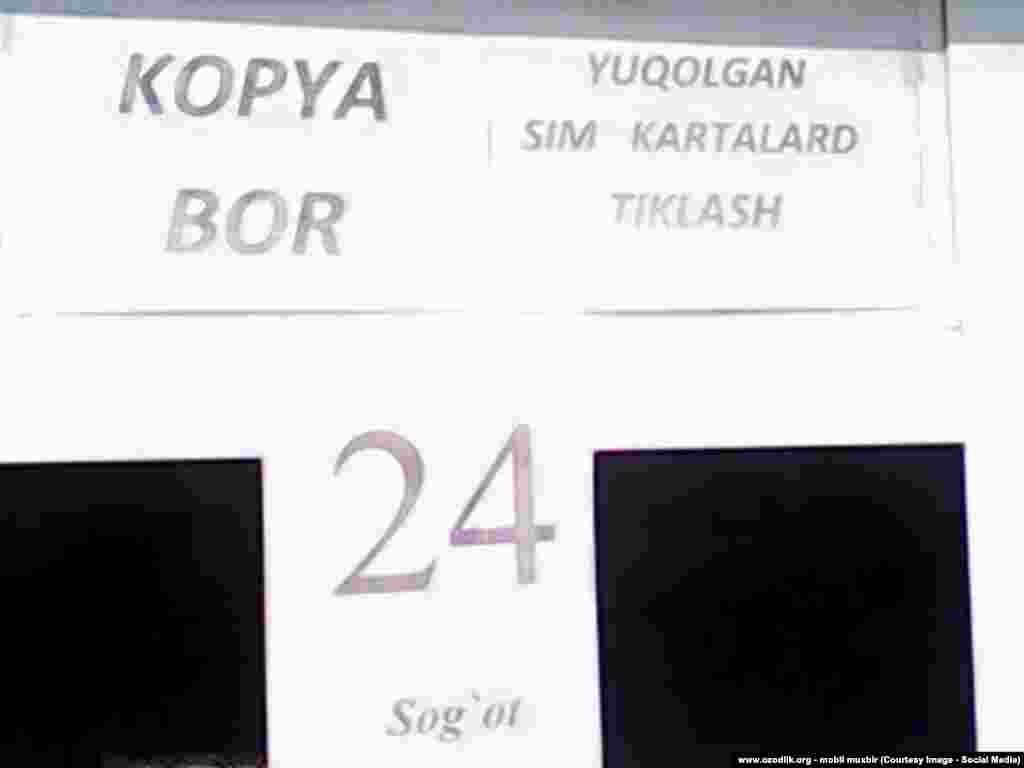 KOPYA
BOR
YUQOLGAN
SIM KARTALARD
TIKLASH
24
Sog`ot
www.ozodlik.org - mobil muxbir (Courtesy Image - Social Media)